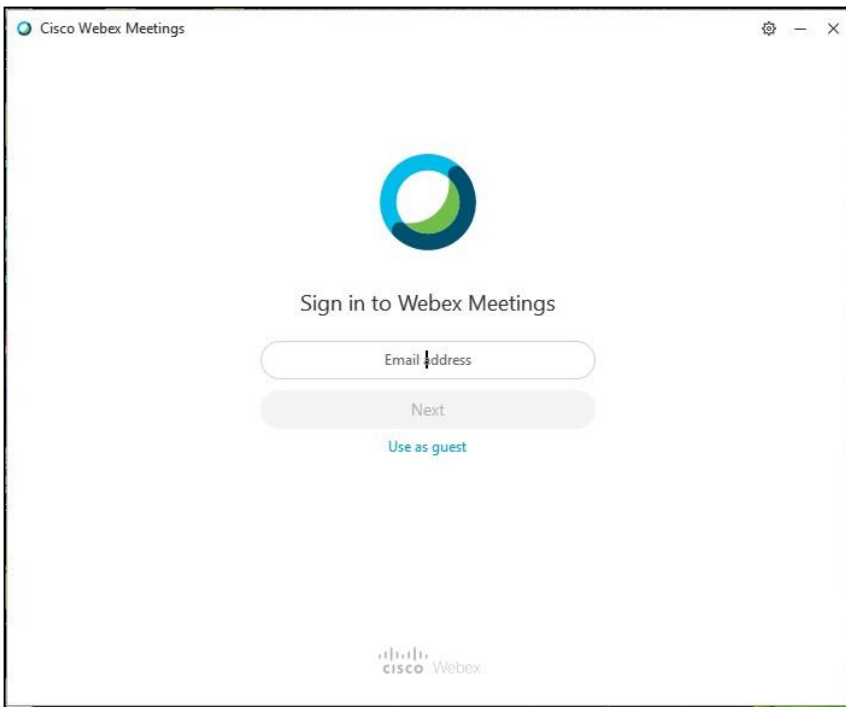 Cisco Webex Meetings
Sign in to Webex Meetings
Email address
Next
Use as guest
CISCO Webex